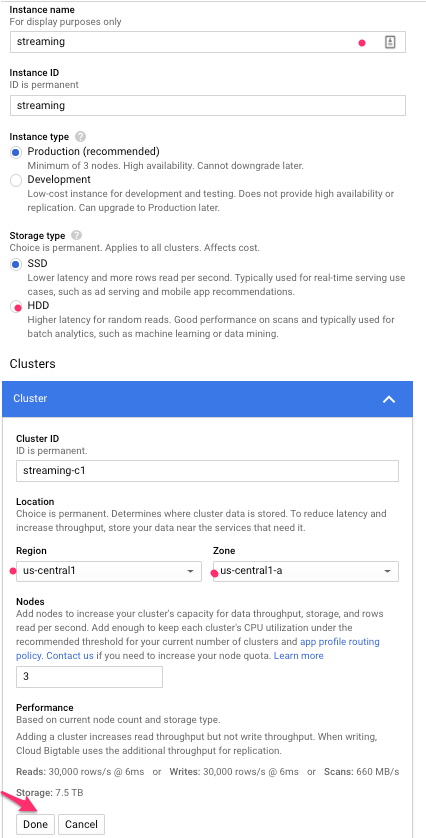 Instance name
For display purposes only
streaming
Instance ID
ID is permanent
streaming
Instance type ?
Production (recommended)
Minimum of 3 nodes. High availability. Cannot downgrade later.
Development
Low-cost instance for development and testing. Does not provide high availability or
replication. Can upgrade to Production later.
Storage type ?
Choice is permanent. Applies to all clusters. Affects cost.
SSD
Lower latency and more rows read per second. Typically used for real-time serving use
cases, such as ad serving and mobile app recommendations.
HDD
Higher latency for random reads. Good performance on scans and typically used for
batch analytics, such as machine learning or data mining.
Clusters
Cluster
Cluster ID
ID is permanent.
streaming-c1
Location
Choice is permanent. Determines where cluster data is stored. To reduce latency and
increase throughput, store your data near the services that need it.
Region Zone
us-central1 us-central1-a
Nodes
Add nodes to increase your cluster's capacity for data throughput, storage, and rows
read per second. Add enough to keep each cluster's CPU utilization under the
recommended threshold for your current number of clusters and app profile routing
policy. Contact us if you need to increase your node quota. Learn more
3
Performance
Based on current node count and storage type.
Adding a cluster increases read throughput but not write throughput. When writing,
Cloud Bigtable uses the additional throughput for replication.
Reads: 30,000 rows/s @ 6ms or Writes: 30,000 rows/s @ 6ms or Scans: 660 MB/s
Storage: 7.5 TB
Done Cancel